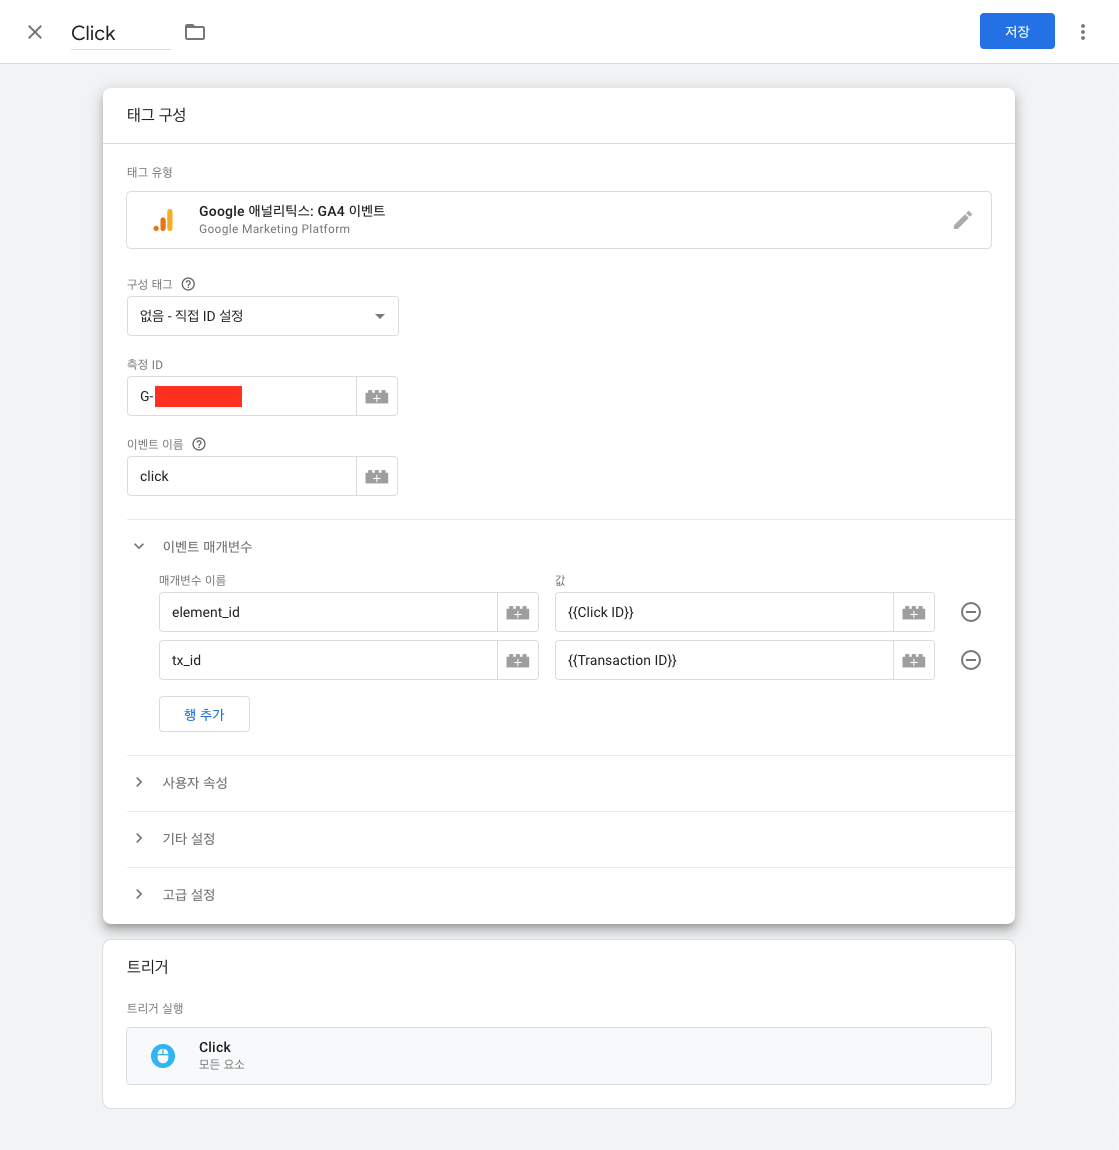 Click
저장
태그 구성
태그 유형
Google 애널리틱스: GA4 이벤트
Google Marketing Platform
구성 태그
없음 - 직접 ID 설정
측정 ID
G-
이벤트 이름
click
이벤트 매개변수
매개변수 이름 값
element_id {{Click ID}}
tx_id {{Transaction ID}}
행 추가
사용자 속성
기타 설정
고급 설정
트리거
트리거 실행
Click
모든 요소